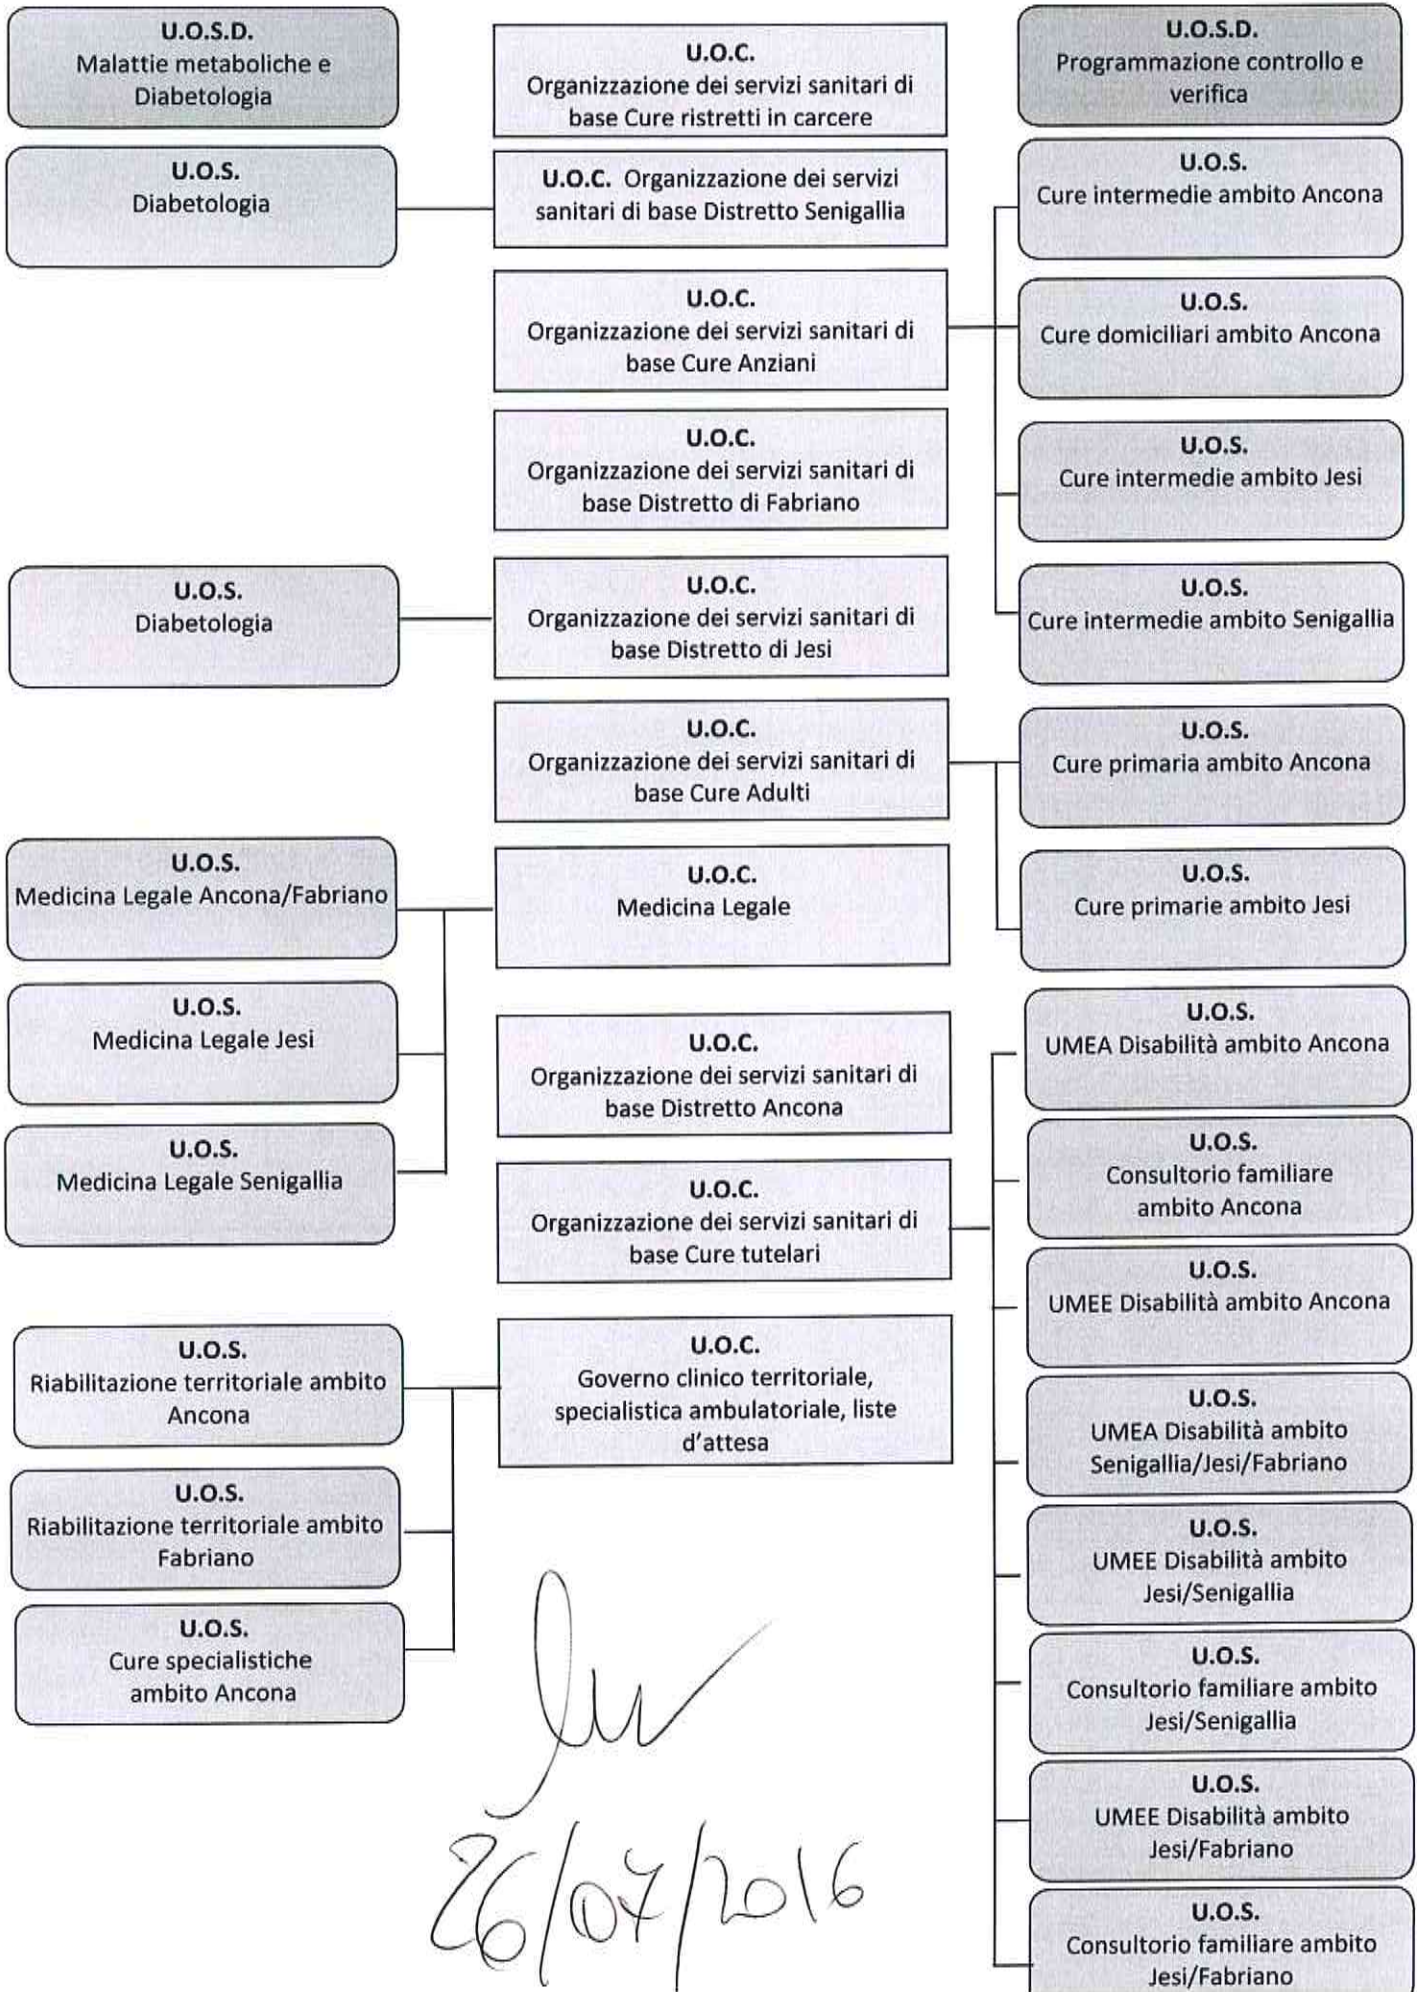 U.O.S.D.
Malattie metaboliche e
Diabetologia
U.O.S.
Diabetologia
U.O.S.
Diabetologia
U.O.S.
Medicina Legale Ancona/Fabriano
U.O.S.
Medicina Legale Jesi
U.O.S.
Medicina Legale Senigallia
U.O.S.
Riabilitazione territoriale ambito
Ancona
U.O.S.
Riabilitazione territoriale ambito
Fabriano
U.O.S.
Cure specialistiche
ambito Ancona
U.O.C.
Organizzazione dei servizi sanitari di
base Cure ristretti in carcere
U.O.C. Organizzazione dei servizi
sanitari di base Distretto Senigallia
U.O.C.
Organizzazione dei servizi sanitari di
base Cure Anziani
U.O.C.
Organizzazione dei servizi sanitari di
base Distretto di Fabriano
U.O.C.
Organizzazione dei servizi sanitari di
base Distretto di Jesi
U.O.C.
Organizzazione dei servizi sanitari di
base Cure Adulti
U.O.C.
Medicina Legale
U.O.C.
Organizzazione dei servizi sanitari di
base Distretto Ancona
U.O.C.
Organizzazione dei servizi sanitari di
base Cure tutelari
U.O.C.
Governo clinico territoriale,
specialistica ambulatoriale, liste
d'attesa
26/07/2016
U.O.S.D.
Programmazione controllo e
verifica
U.O.S.
Cure intermedie ambito Ancona
U.O.S.
Cure domiciliari ambito Ancona
U.O.S.
Cure intermedie ambito Jesi
U.O.S.
Cure intermedie ambito Senigallia
U.O.S.
Cure primaria ambito Ancona
U.O.S.
Cure primarie ambito Jesi
U.O.S.
UMEA Disabilità ambito Ancona
U.O.S.
Consultorio familiare
ambito Ancona
U.O.S.
UMEE Disabilità ambito Ancona
U.O.S.
UMEA Disabilità ambito
Senigallia/Jesi/Fabriano
U.O.S.
UMEE Disabilità ambito
Jesi/Senigallia
U.O.S.
Consultorio familiare ambito
Jesi/Senigallia
U.O.S.
UMEE Disabilità ambito
Jesi/Fabriano
U.O.S.
Consultorio familiare ambito
Jesi/Fabriano